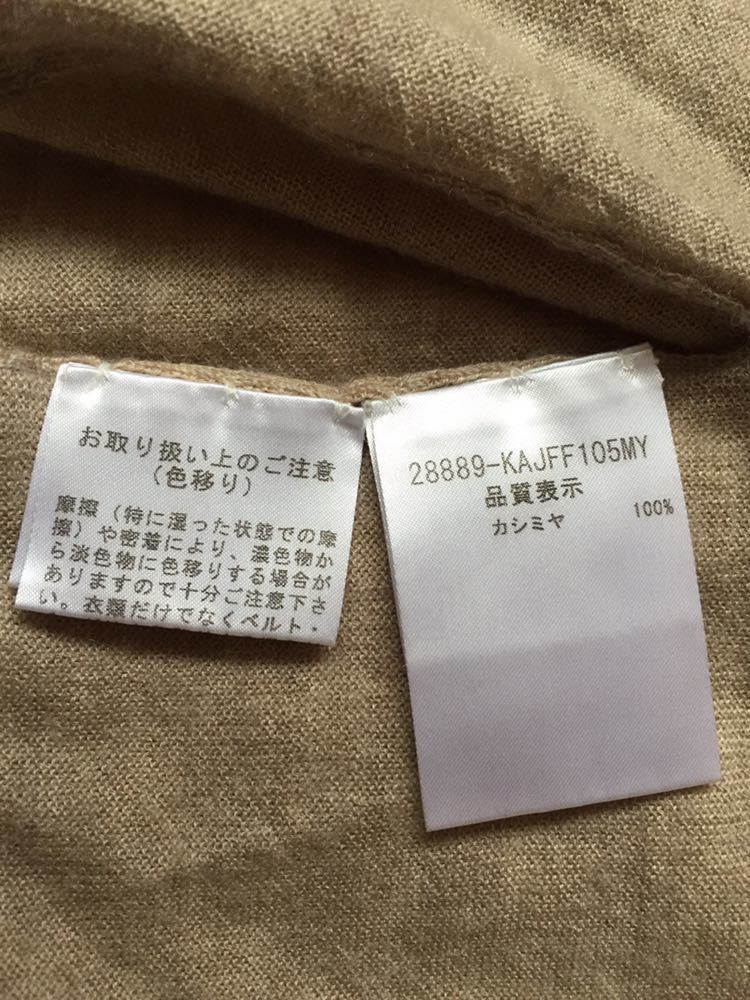 お取り扱い上のご注意
(色移り)
摩擦(特に湿った状態での摩
擦)や密着により、濃色物か
ら淡色物に色移りする場合が
ありますので十分ご注意下さ
い。衣類だけでなくベルト・
28889-KAJFF105MY
品質表示
カシミヤ 100%